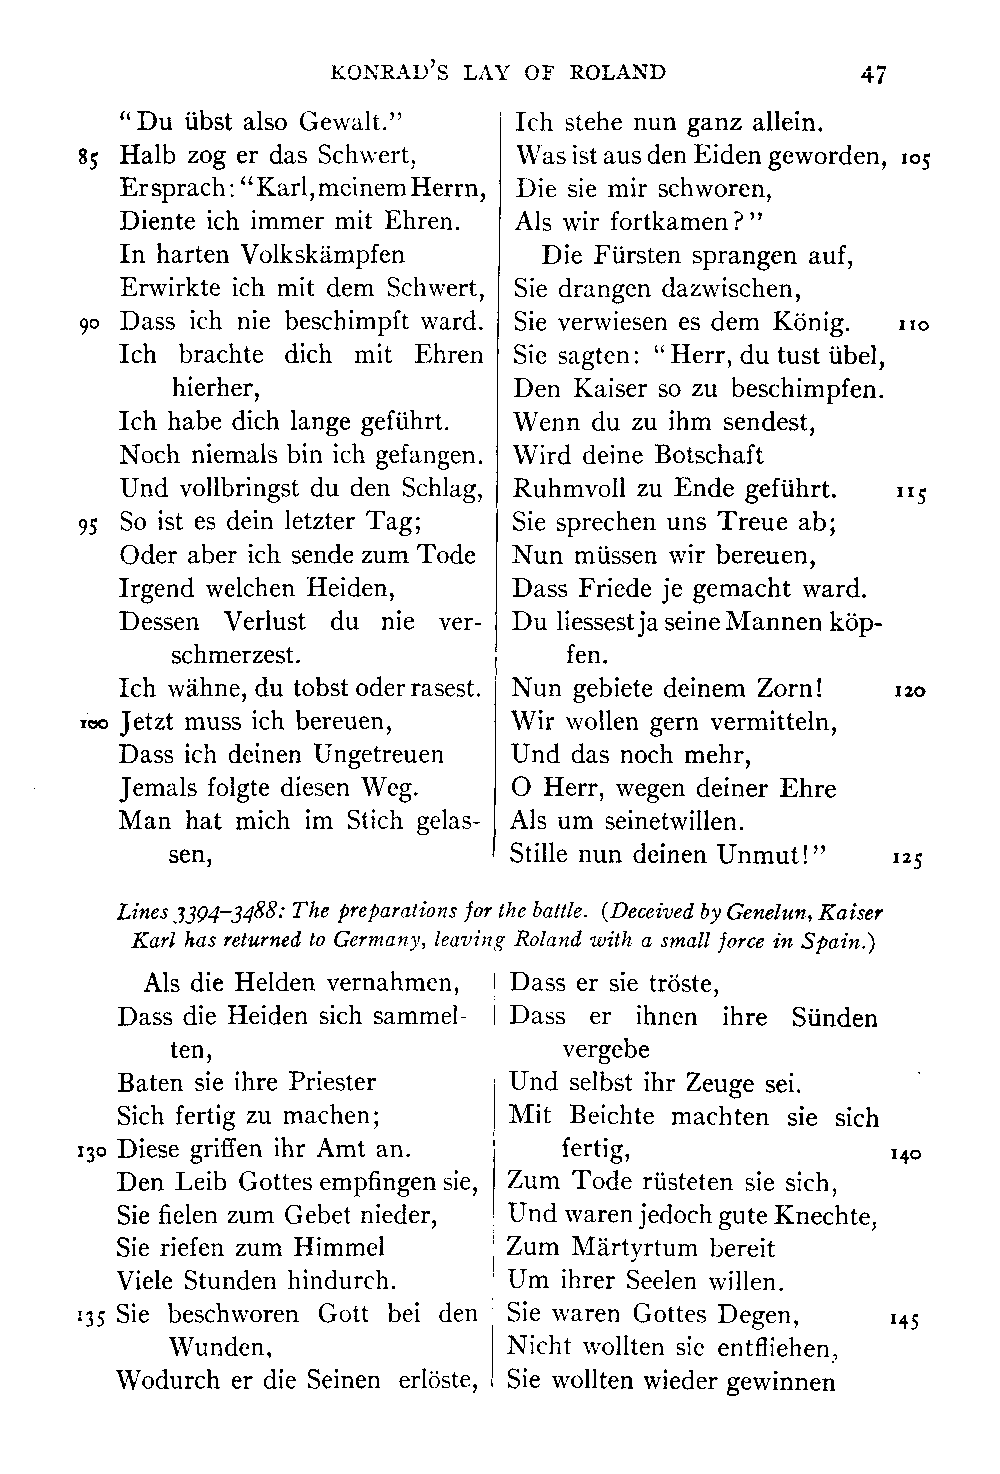 KONRAD'S LAY OF ROLAND 47
"Du übst also Gewalt."
85 Halb zog er das Schwert,
Er sprach: "Karl, meinem Herrn,
Diente ich immer mit Ehren.
In harten Volkskämpfen
Erwirkte ich mit dem Schwert,
90 Dass ich nie beschimpft ward.
Ich brachte dich mit Ehren
hierher,
Ich habe dich lange geführt.
Noch niemals bin ich gefangen.
Und vollbringst du den Schlag,
95 So ist es dein letzter Tag;
Oder aber ich sende zum Tode
Irgend welchen Heiden,
Dessen Verlust du nie ver-
schmerzest.
Ich wähne, du tobst oder rasest.
100 Jetzt muss ich bereuen,
Dass ich deinen Ungetreuen
Jemals folgte diesen Weg.
Man hat mich im Stich gelas-
sen,
Ich stehe nun ganz allein.
Was ist aus den Eiden geworden, 105
Die sie mir schworen,
Als wir fortkamen?"
Die Fürsten sprangen auf,
Sie drangen dazwischen,
Sie verwiesen es dem König. 110
Sie sagten: "Herr, du tust übel,
Den Kaiser so zu beschimpfen.
Wenn du zu ihm sendest,
Wird deine Botschaft
Ruhmvoll zu Ende geführt. 115
Sie sprechen uns Treue ab;
Nun müssen wir bereuen,
Dass Friede je gemacht ward.
Du liessest ja seine Mannen köp-
fen.
Nun gebiete deinem Zorn! 120
Wir wollen gern vermitteln,
Und das noch mehr,
O Herr, wegen deiner Ehre
Als um seinetwillen.
Stille nun deinen Unmut!" 125
Lines 3394-3488: The preparations for the battle. (Deceived by Genelun, Kaiser
Karl has returned to Germany, leaving Roland with a small force in Spain.)
Als die Helden vernahmen,
Dass die Heiden sich sammel-
ten,
Baten sie ihre Priester
Sich fertig zu machen;
130 Diese griffen ihr Amt an.
Den Leib Gottes empfingen sie,
Sie fielen zum Gebet nieder,
Sie riefen zum Himmel
Viele Stunden hindurch.
135 Sie beschworen Gott bei den
Wunden,
Wodurch er die Seinen erlöste,
Dass er sie tröste,
Dass er ihnen ihre Sünden
vergebe
Und selbst ihr Zeuge sei.
Mit Beichte machten sie sich
fertig, 140
Zum Tode rüsteten sie sich,
Und waren jedoch gute Knechte,
Zum Märtyrtum bereit
Um ihrer Seelen willen.
Sie waren Gottes Degen, 145
Nicht wollten sie entfliehen,
Sie wollten wieder gewinnen